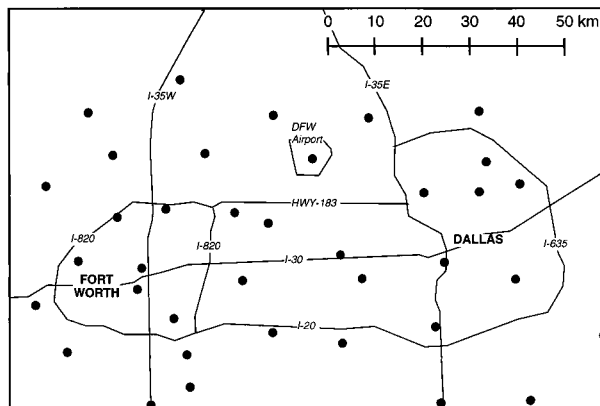 0 10 20 30 40 50 km
I-35W
I-35E
DFW
Airport
HWY-183
I-820
I-820
DALLAS
I-635
I-30
FORT
WORTH
I-20